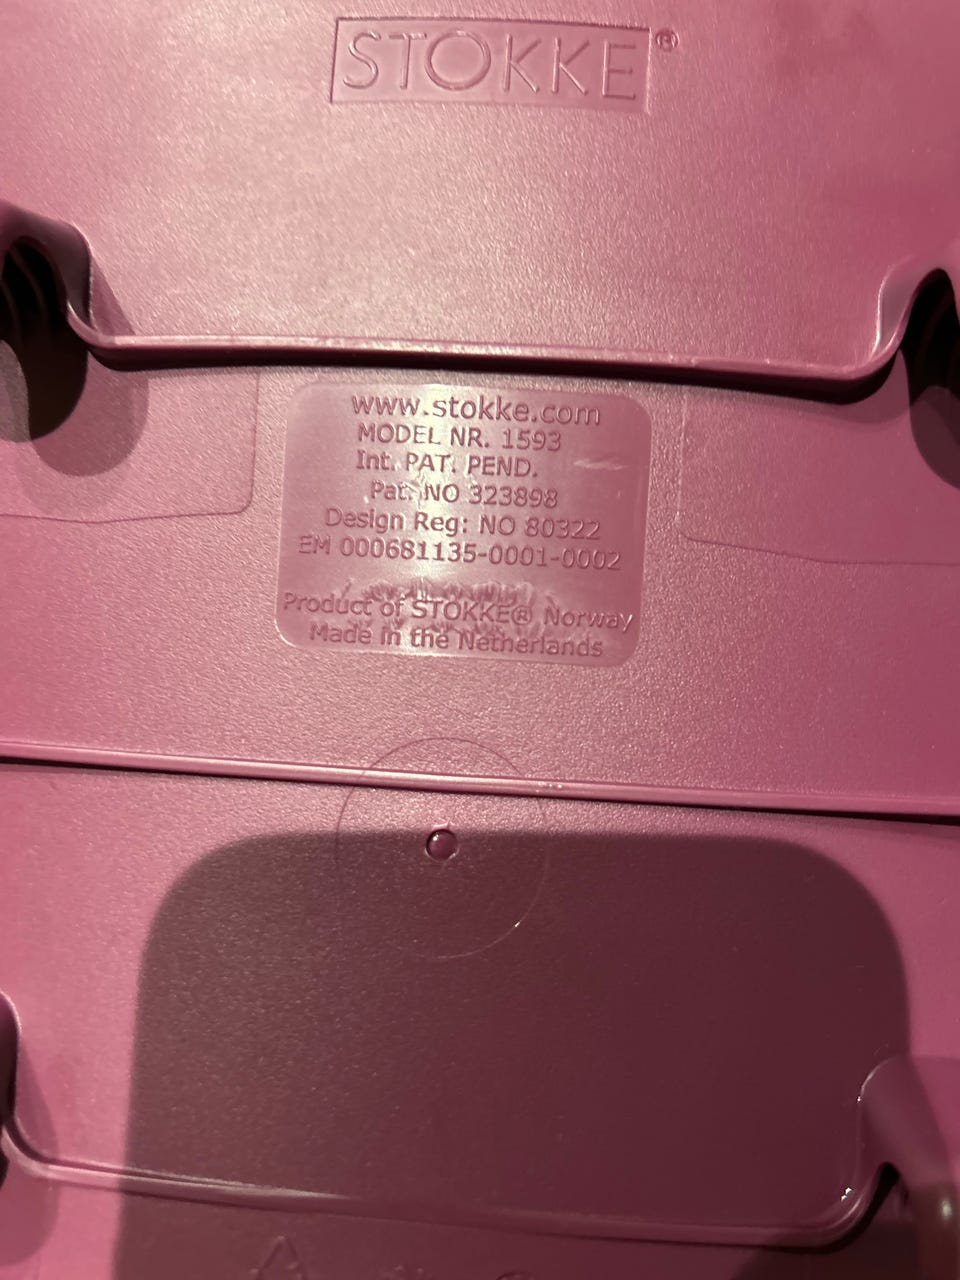 STOKKE®
www.stokke.com
MODEL NR. 1593
Int. PAT. PEND.
Pat. NO 323898
Design Reg: NO 80322
EM 000681135-0001-0002
Product of STOKKE® Norway
Made in the Netherlands